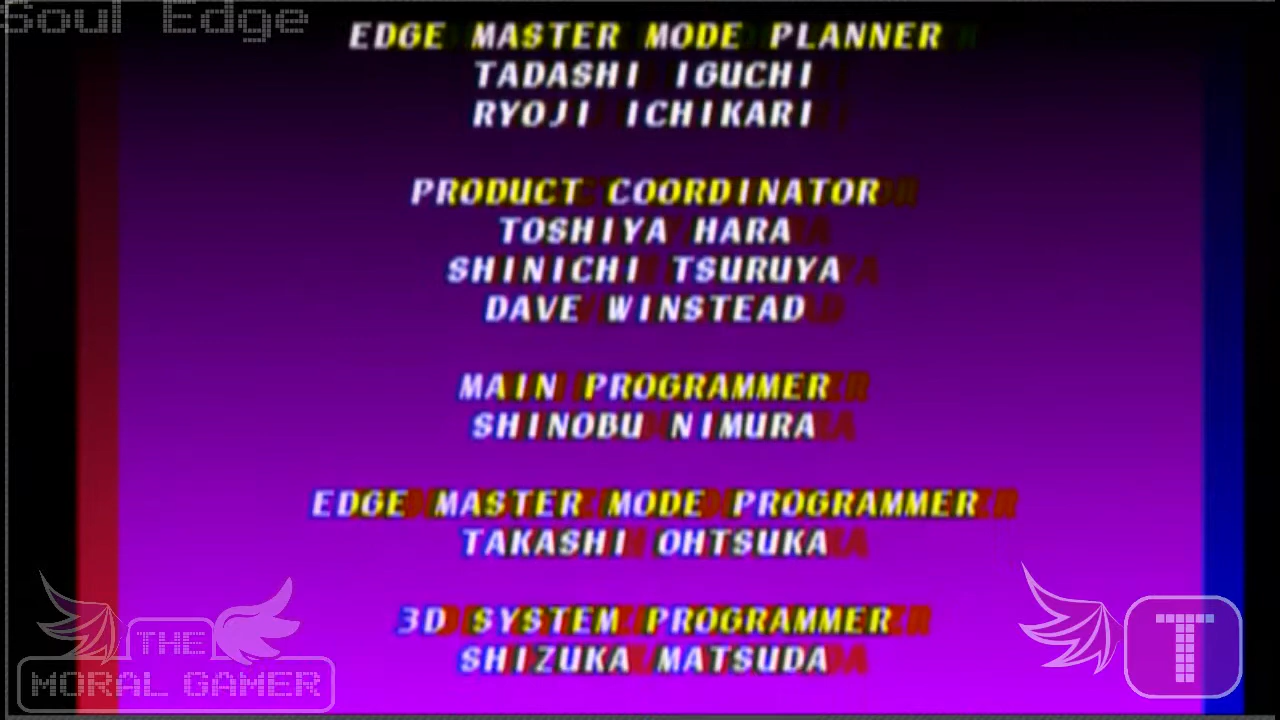 Soul Edge
EDGE MASTER MODE PLANNER
TADASHI IGUCHI
RYOJI ICHIKARI
PRODUCT COORDINATOR
TOSHIYA HARA
SHINICHI TSURUYA
DAVE WINSTEAD
MAIN PROGRAMMER
SHINOBU NIMURA
EDGE MASTER MODE PROGRAMMER
TAKASHI OHTSUKA
3D SYSTEM PROGRAMMER
SHIZUKA MATSUDA
THE
MORAL GAMER
T